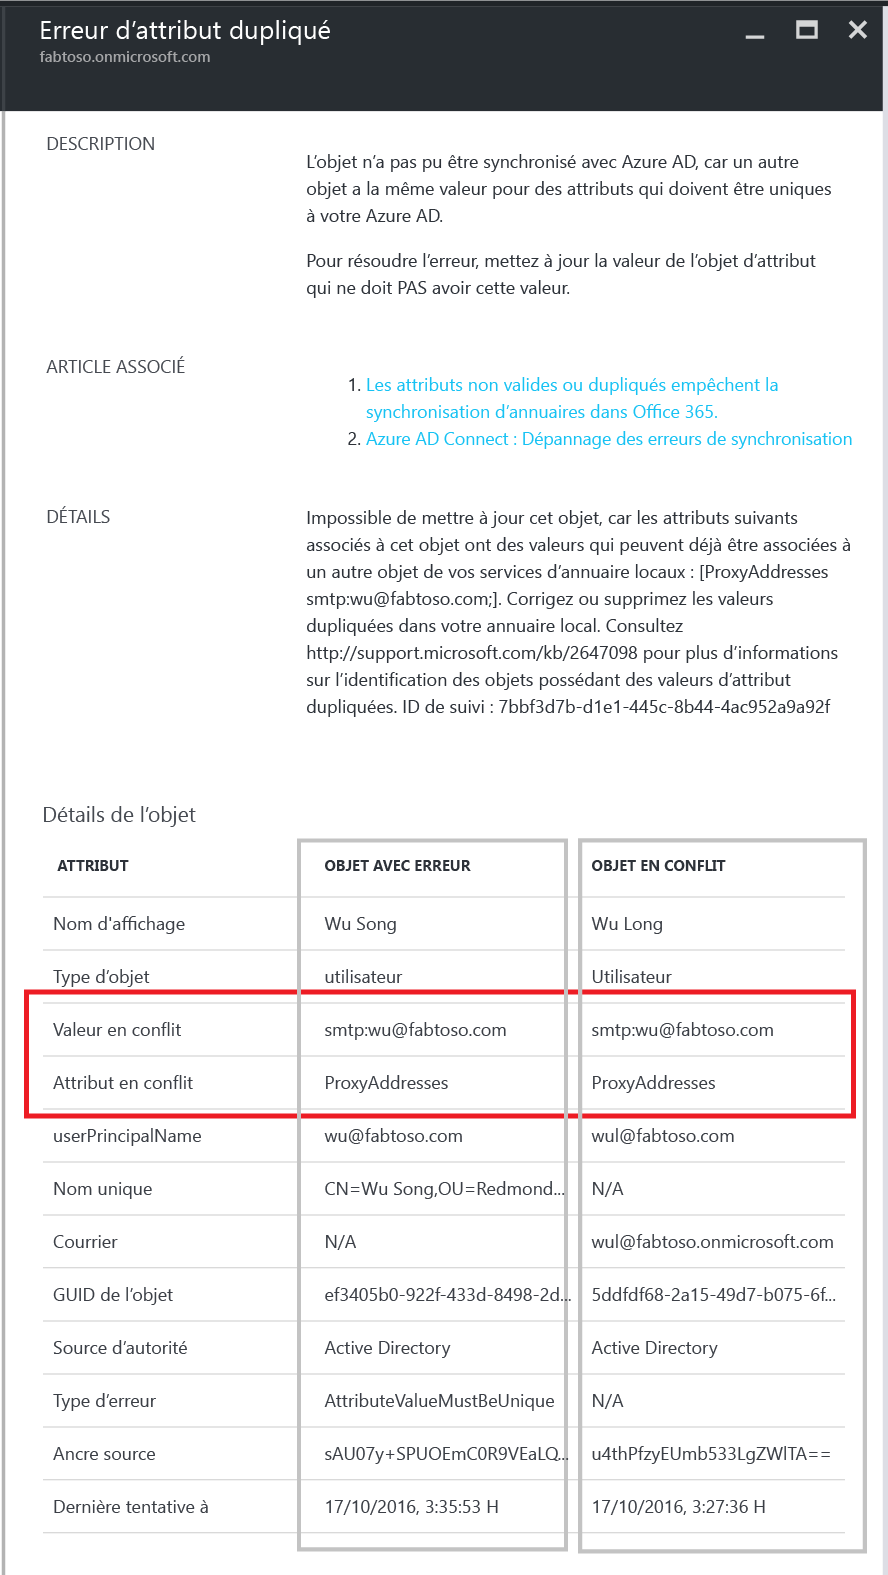 Erreur d’attribut dupliqué
fabtoso.onmicrosoft.com
DESCRIPTION
L’objet n’a pas pu être synchronisé avec Azure AD, car un autre
objet a la même valeur pour des attributs qui doivent être uniques
à votre Azure AD.
Pour résoudre l’erreur, mettez à jour la valeur de l’objet d’attribut
qui ne doit PAS avoir cette valeur.
ARTICLE ASSOCIÉ
1. Les attributs non valides ou dupliqués empêchent la
synchronisation d’annuaires dans Office 365.
2. Azure AD Connect : Dépannage des erreurs de synchronisation
DÉTAILS
Impossible de mettre à jour cet objet, car les attributs suivants
associés à cet objet ont des valeurs qui peuvent déjà être associées à
un autre objet de vos services d’annuaire locaux : [ProxyAddresses
smtp:wu@fabtoso.com;]. Corrigez ou supprimez les valeurs
dupliquées dans votre annuaire local. Consultez
http://support.microsoft.com/kb/2647098 pour plus d’informations
sur l’identification des objets possédant des valeurs d’attribut
dupliquées. ID de suivi : 7bbf3d7b-d1e1-445c-8b44-4ac952a9a92f
Détails de l’objet
ATTRIBUT OBJET AVEC ERREUR OBJET EN CONFLIT
Nom d'affichage Wu Song Wu Long
Type d’objet utilisateur Utilisateur
Valeur en conflit smtp:wu@fabtoso.com smtp:wu@fabtoso.com
Attribut en conflit ProxyAddresses ProxyAddresses
userPrincipalName wu@fabtoso.com wul@fabtoso.com
Nom unique CN=Wu Song,OU=Redmond... N/A
Courrier N/A wul@fabtoso.onmicrosoft.com
GUID de l’objet ef3405b0-922f-433d-8498-2d... 5ddfdf68-2a15-49d7-b075-6f...
Source d’autorité Active Directory Active Directory
Type d’erreur AttributeValueMustBeUnique N/A
Ancre source sAU07y+SPUOEmC0R9VEaLQ... u4thPfzyEUmb533LgZWlTA==
Dernière tentative à 17/10/2016, 3:35:53 H 17/10/2016, 3:27:36 H